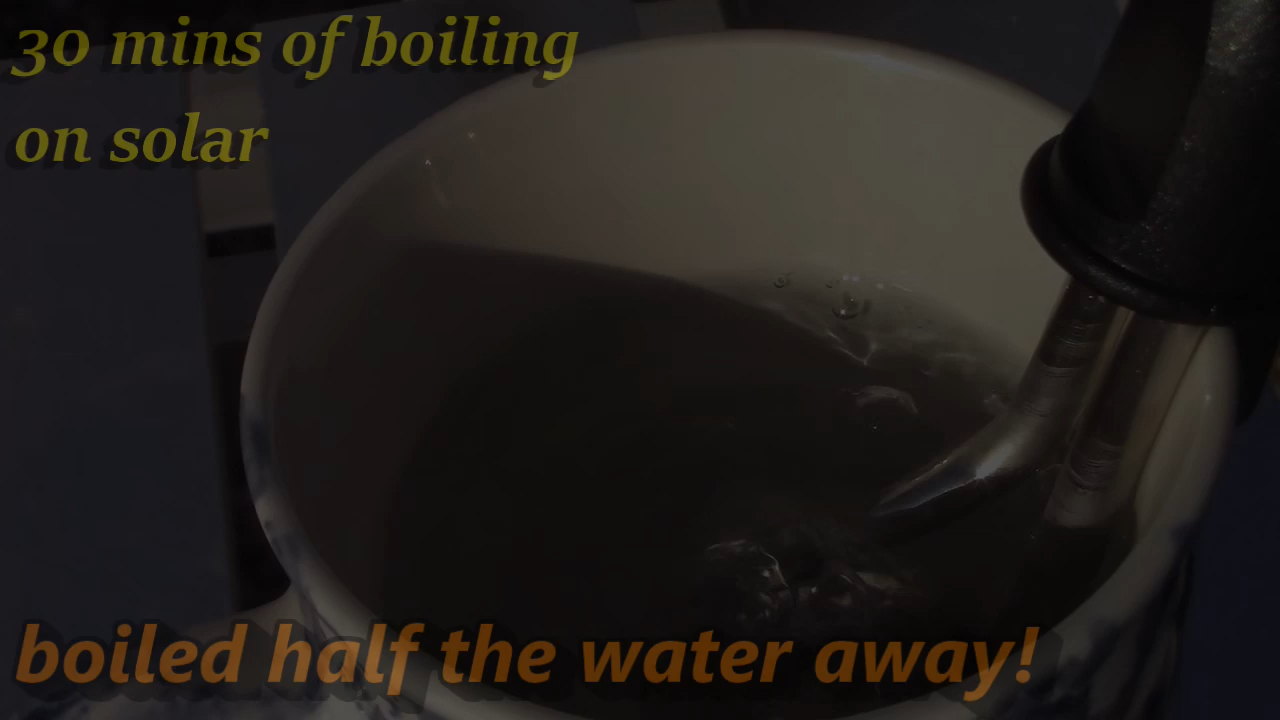 30 mins of boiling
on solar
boiled half the water away!